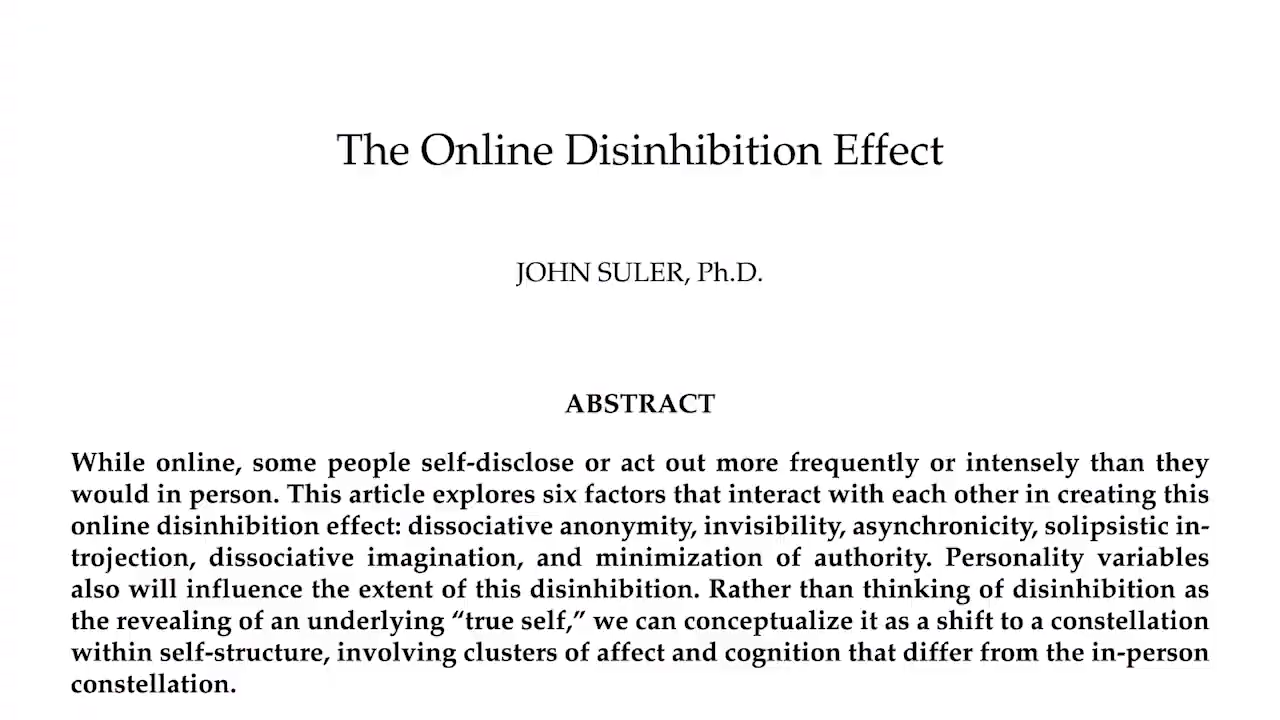 The Online Disinhibition Effect
JOHN SULER, Ph.D.
ABSTRACT
While online, some people self-disclose or act out more frequently or intensely than they
would in person. This article explores six factors that interact with each other in creating this
online disinhibition effect: dissociative anonymity, invisibility, asynchronicity, solipsistic in-
trojection, dissociative imagination, and minimization of authority. Personality variables
also will influence the extent of this disinhibition. Rather than thinking of disinhibition as
the revealing of an underlying “true self,” we can conceptualize it as a shift to a constellation
within self-structure, involving clusters of affect and cognition that differ from the in-person
constellation.